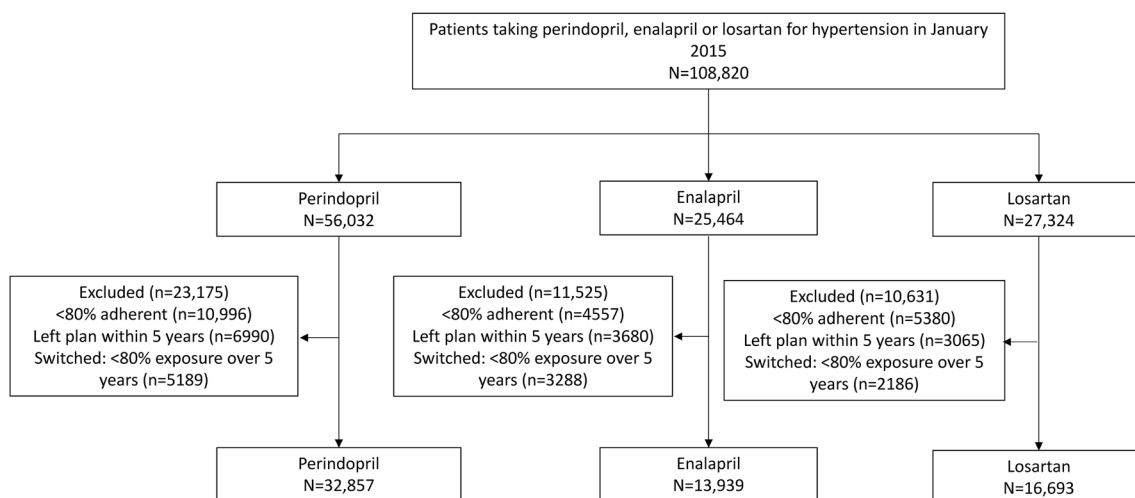 Patients taking perindopril, enalapril or losartan for hypertension in January
2015
N=108,820
Perindopril
N=56,032
Enalapril
N=25,464
Losartan
N=27,324
Excluded (n=23,175)
<80% adherent (n=10,996)
Left plan within 5 years (n=6990)
Switched: <80% exposure over 5
years (n=5189)
Excluded (n=11,525)
<80% adherent (n=4557)
Left plan within 5 years (n=3680)
Switched: <80% exposure over 5
years (n=3288)
Excluded (n=10,631)
<80% adherent (n=5380)
Left plan within 5 years (n=3065)
Switched: <80% exposure over 5
years (n=2186)
Perindopril
N=32,857
Enalapril
N=13,939
Losartan
N=16,693